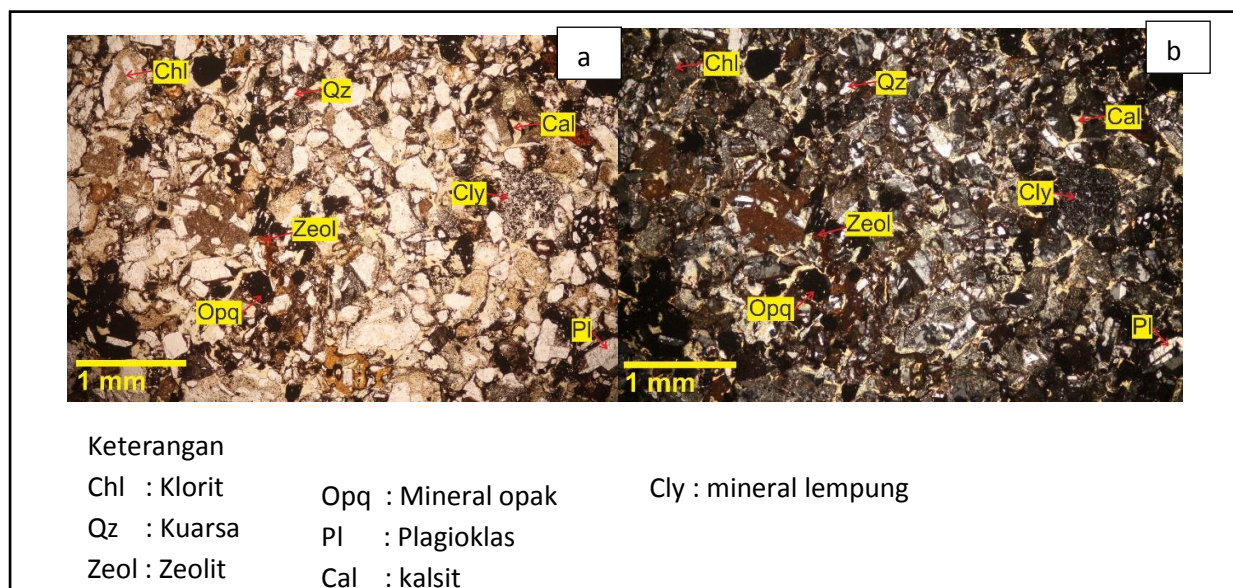 a
Chl
Qz
Cal
Cly
Zeol
Opq
Pl
1 mm
b
Chl
Qz
Cal
Cly
Zeol
Opq
Pl
1 mm
Keterangan
Chl : Klorit
Qz : Kuarsa
Zeol : Zeolit
Opq : Mineral opak
Pl : Plagioklas
Cal : kalsit
Cly : mineral lempung